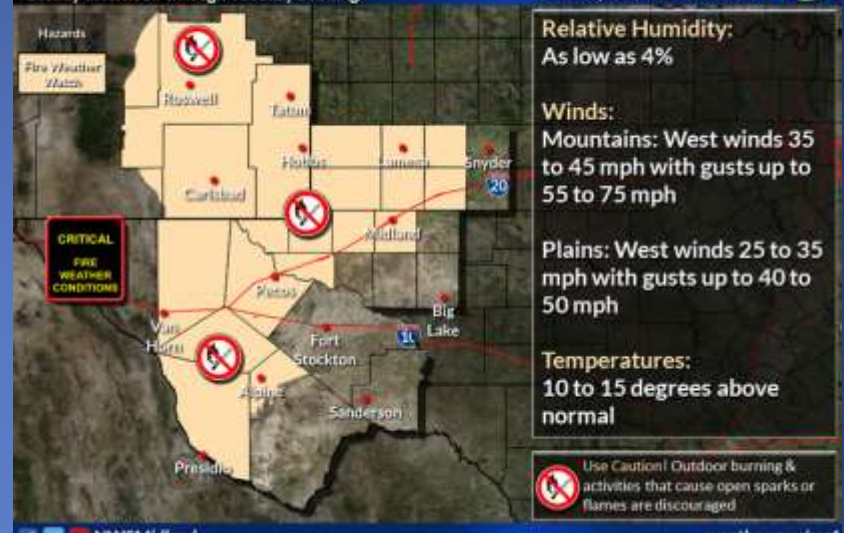 Relative Humidity:
As low as 4%
Winds:
Mountains: West winds 35
to 45 mph with gusts up to
55 to 75 mph
Plains: West winds 25 to 35
mph with gusts up to 40 to
50 mph
Temperatures:
10 to 15 degrees above
normal
Use Caution! Outdoor burning &
activities that cause open sparks or
flames are discouraged
Hazards
Fire Weather
Watch
Roswell
Tatum
Hobbs
Lamesa
Snyder
20
Carlsbad
Midland
CRITICAL
FIRE
WEATHER
CONDITIONS
Pecos
Big
Lake
Van
Horn
Fort
Stockton
10
Alpine
Sanderson
Presidio